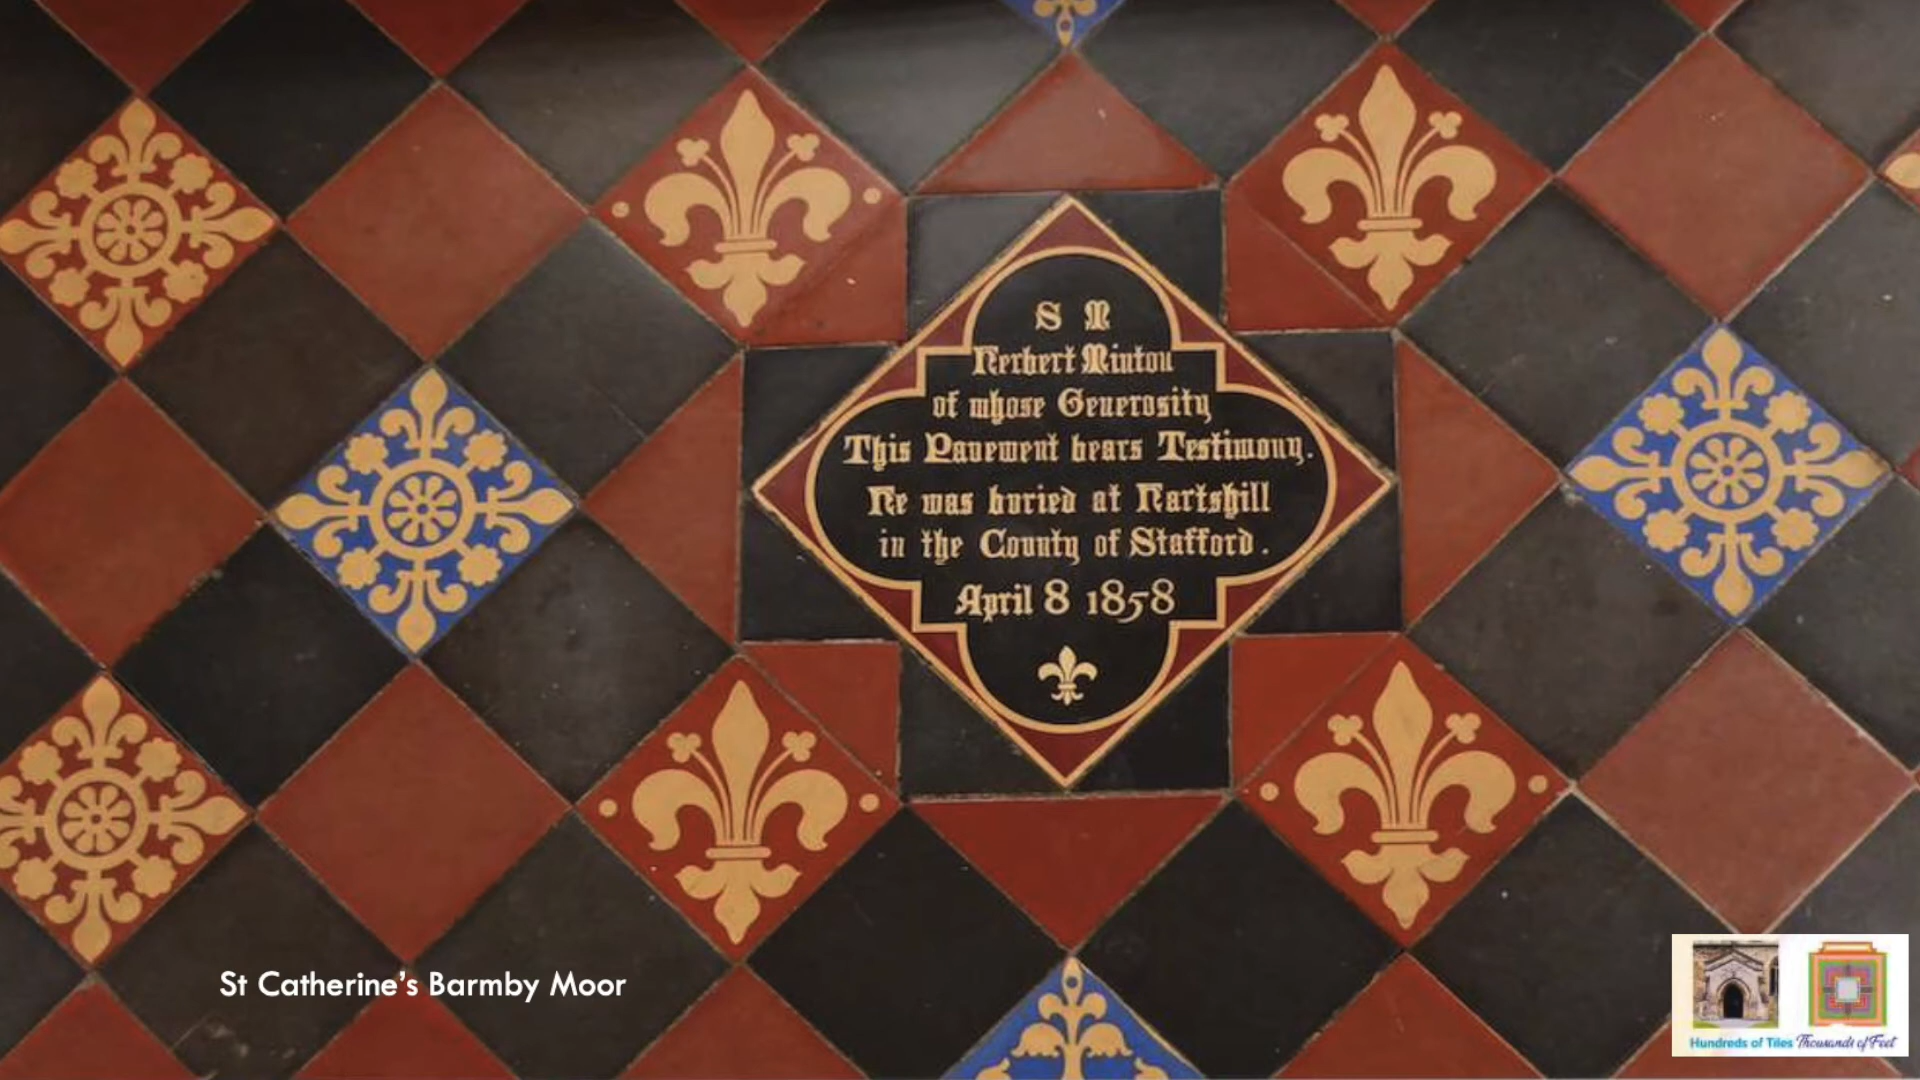 S M
Herbert Minton
of whose Generosity
This Pavement bears Testimony.
He was buried at Hartshill
in the County of Stafford.
April 8 1858
St Catherine's Barmby Moor
Hundreds of Tiles Thousands of Feet